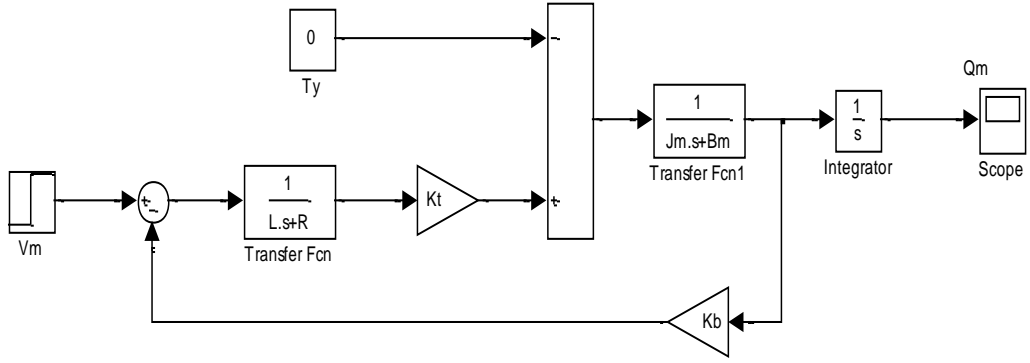 0
Ty
-
Qm
1
Jm.s+Bm
Transfer Fcn1
1
s
Integrator
Scope
Vm
+
-
1
L.s+R
Transfer Fcn
Kt
+
Kb